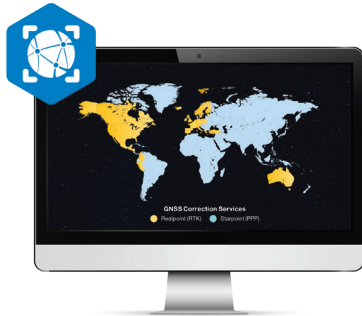 GNSS Correction Services
Realpoint (RTK) Starpoint (PPP)